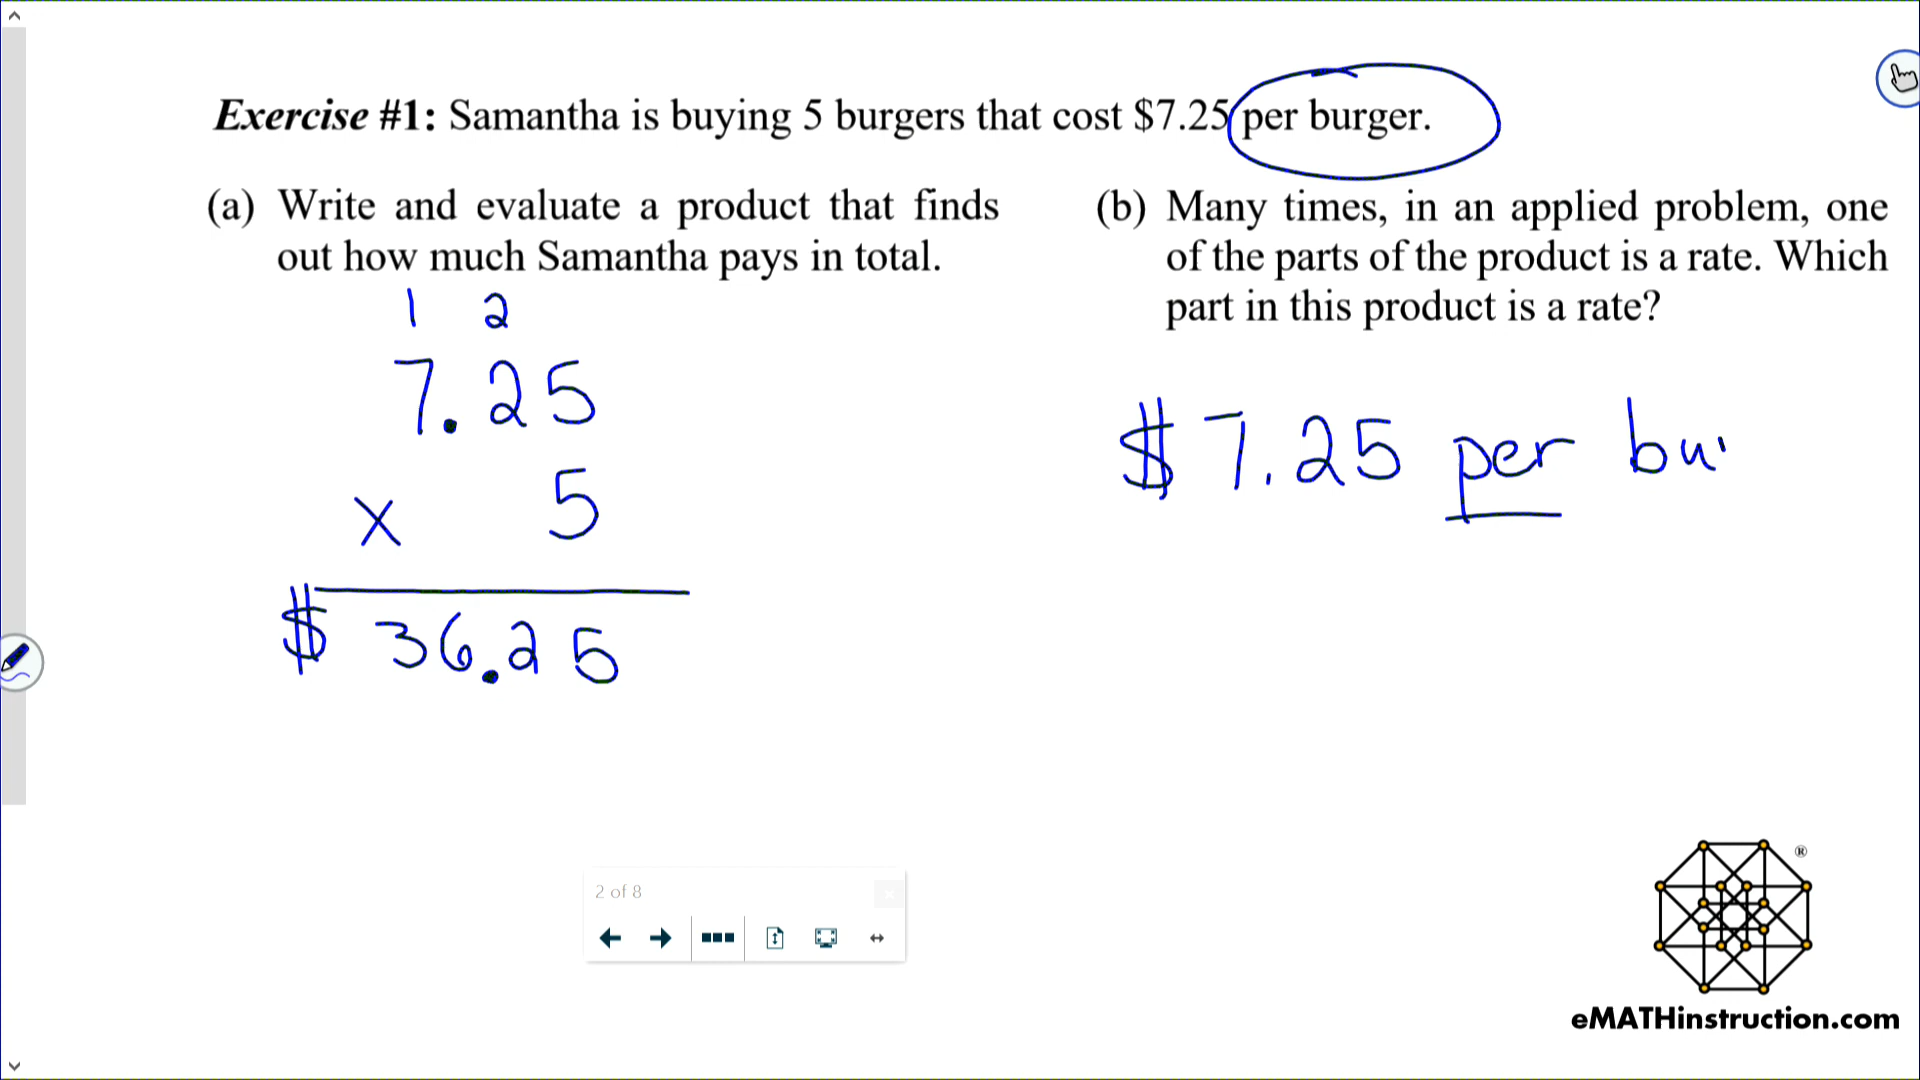 Exercise #1: Samantha is buying 5 burgers that cost $7.25 per burger.
(a) Write and evaluate a product that finds
out how much Samantha pays in total.
1 2
7.25
x 5
$ 36.25
(b) Many times, in an applied problem, one
of the parts of the product is a rate. Which
part in this product is a rate?
$7.25 per bu
2 of 8
®
eMATHinstruction.com